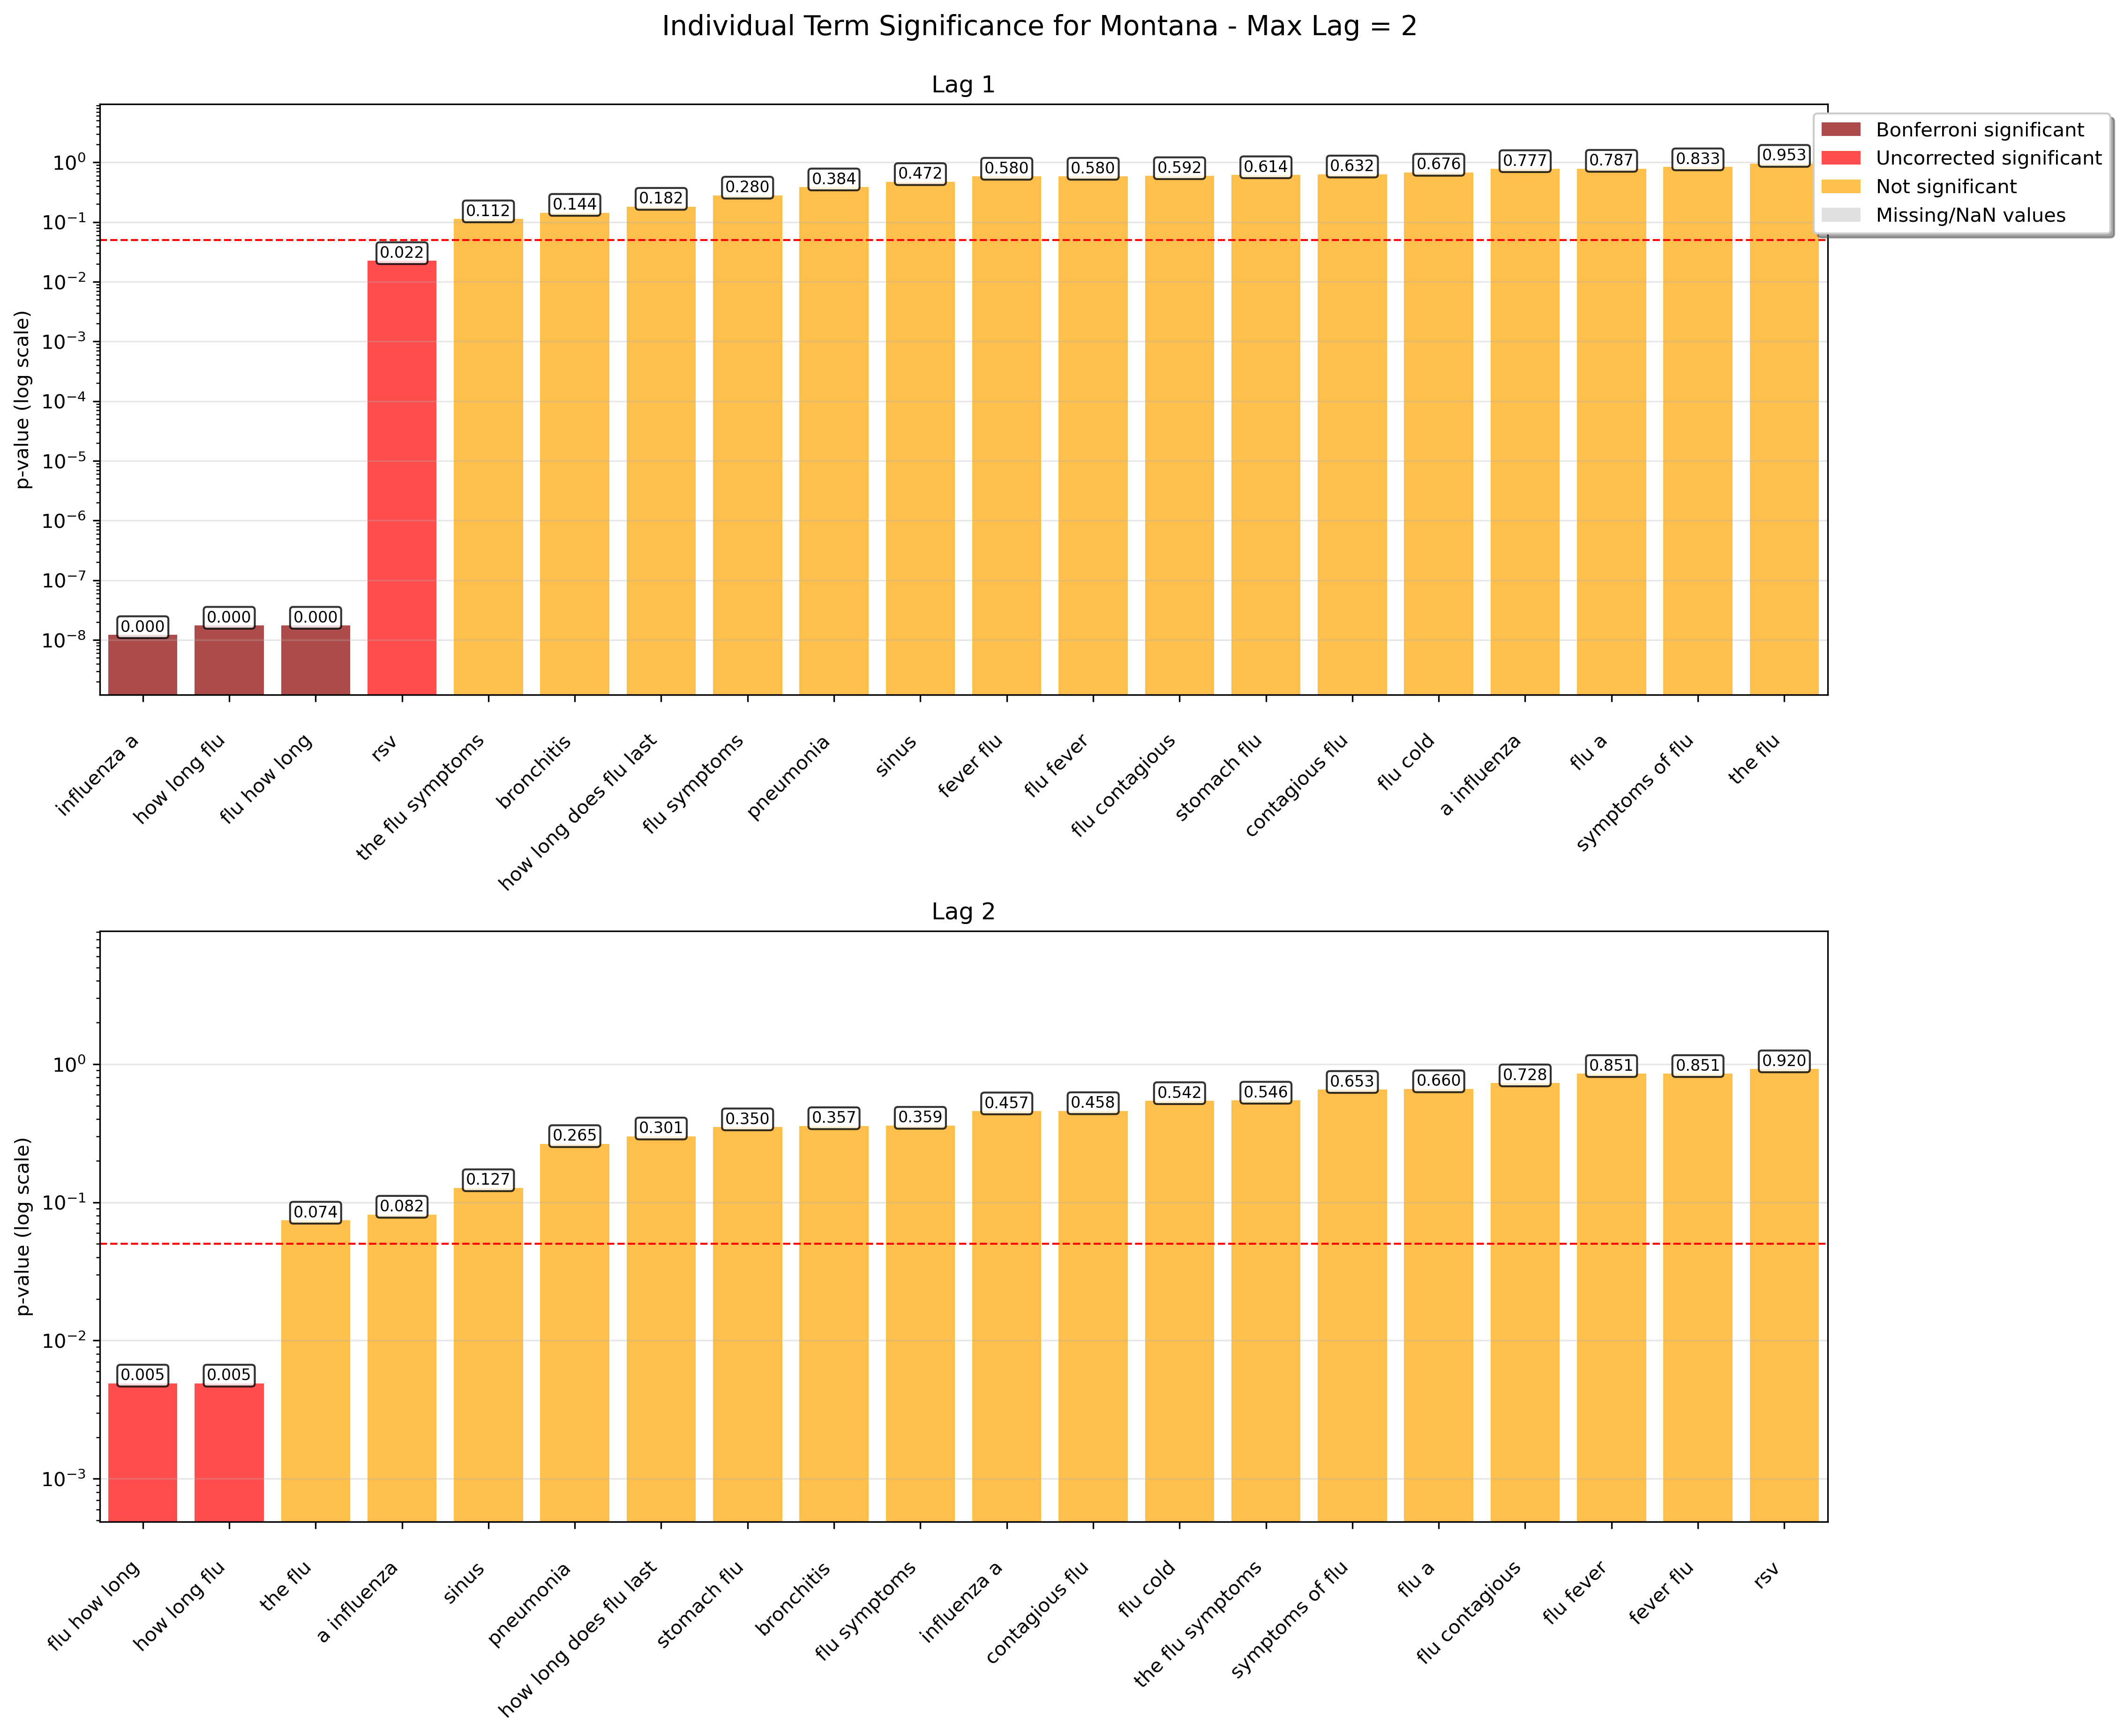 Individual Term Significance for Montana - Max Lag = 2
Lag 1
Bonferroni significant
Uncorrected significant
Not significant
Missing/NaN values
p-value (log scale)
10⁰
10⁻¹
10⁻²
10⁻³
10⁻⁴
10⁻⁵
10⁻⁶
10⁻⁷
10⁻⁸
0.000 0.000 0.000 0.022 0.112 0.144 0.182 0.280 0.384 0.472 0.580 0.580 0.592 0.614 0.632 0.676 0.777 0.787 0.833 0.953
influenza a
how long flu
flu how long
rsv
the flu symptoms
bronchitis
how long does flu last
flu symptoms
pneumonia
sinus
fever flu
flu fever
flu contagious
stomach flu
contagious flu
flu cold
a influenza
flu a
symptoms of flu
the flu
Lag 2
p-value (log scale)
10⁰
10⁻¹
10⁻²
10⁻³
0.005 0.005 0.074 0.082 0.127 0.265 0.301 0.350 0.357 0.359 0.457 0.458 0.542 0.546 0.653 0.660 0.728 0.851 0.851 0.920
flu how long
how long flu
the flu
a influenza
sinus
pneumonia
how long does flu last
stomach flu
bronchitis
flu symptoms
influenza a
contagious flu
flu cold
the flu symptoms
symptoms of flu
flu a
flu contagious
flu fever
fever flu
rsv